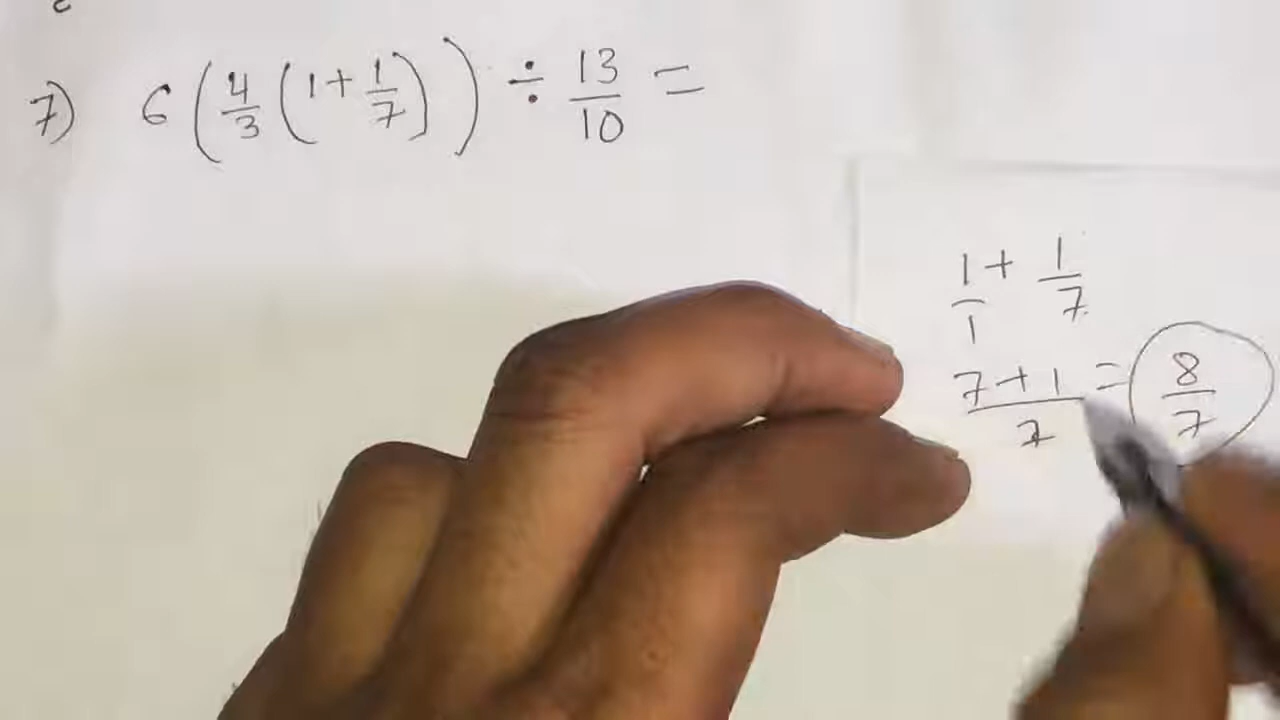 7) 6(4/3(1+1/7)) ÷ 13/10 =
1/1 + 1/7
7+1/7 = 8/7